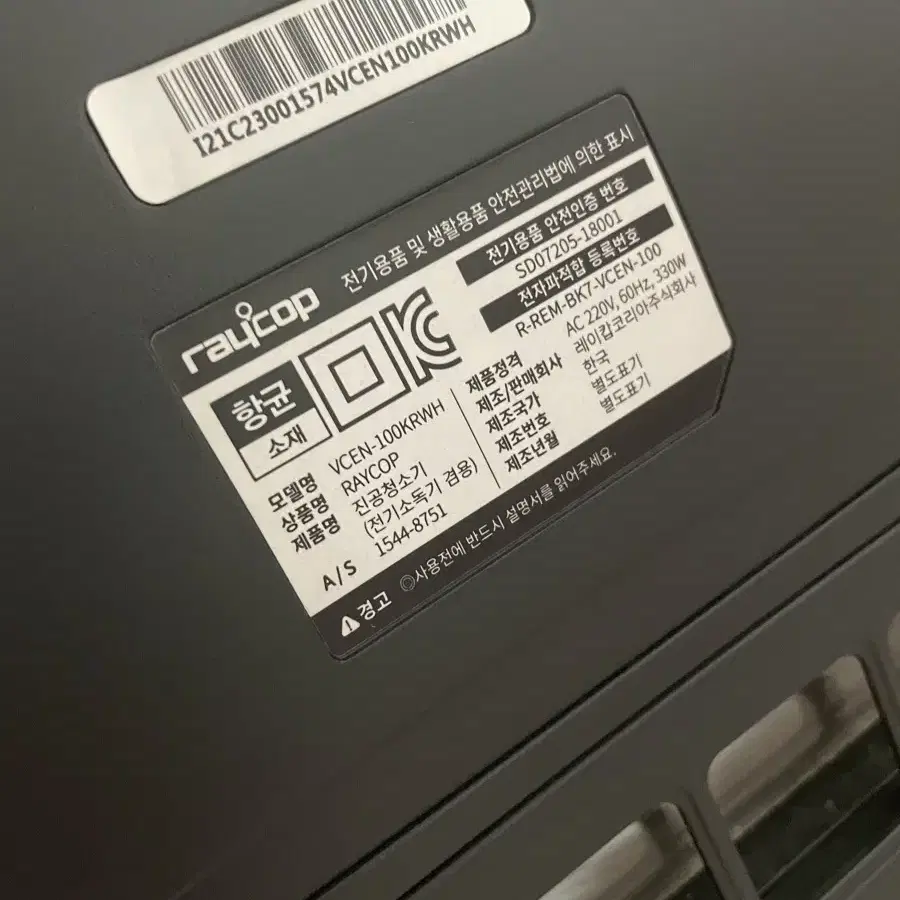 I21C23001574VCEN100KRWH
raycop 전기용품 및 생활용품 안전관리법에 의한 표시
항균
소재
전기용품 안전인증 번호
SD07205-18001
전자파적합 등록번호
R-REM-BK7-VCEN-100
모델명 VCEN-100KRWH
상품명 RAYCOP
제품명 진공청소기
(전기소독기 겸용)
A/S 1544-8751
제품정격 AC 220V, 60Hz, 330W
제조/판매회사 레이캅코리아주식회사
제조국가 한국
제조번호 별도표기
제조년월 별도표기
경고 ◎사용전에 반드시 설명서를 읽어주세요.